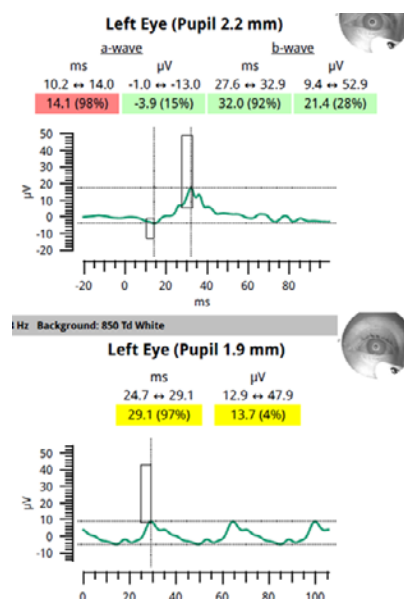 Left Eye (Pupil 2.2 mm)
a-wave b-wave
ms µV ms µV
10.2 ↔ 14.0 -1.0 ↔ -13.0 27.6 ↔ 32.9 9.4 ↔ 52.9
14.1 (98%) -3.9 (15%) 32.0 (92%) 21.4 (28%)
50
40
30
20
10
0
-10
-20
µV
-20 0 20 40 60 80
ms
Hz Background: 850 Td White
Left Eye (Pupil 1.9 mm)
ms µV
24.7 ↔ 29.1 12.9 ↔ 47.9
29.1 (97%) 13.7 (4%)
50
40
30
20
10
0
-10
µV
0 20 40 60 80 100